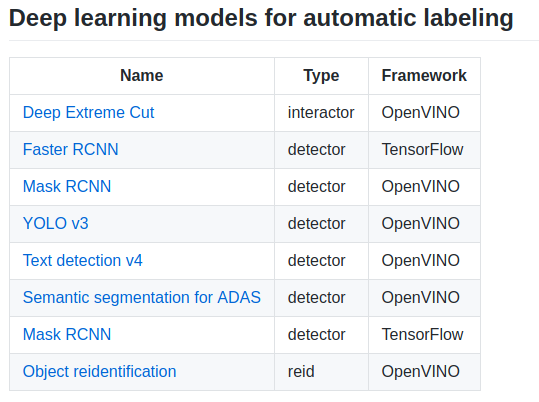 Deep learning models for automatic labeling
Name Type Framework
Deep Extreme Cut interactor OpenVINO
Faster RCNN detector TensorFlow
Mask RCNN detector OpenVINO
YOLO v3 detector OpenVINO
Text detection v4 detector OpenVINO
Semantic segmentation for ADAS detector OpenVINO
Mask RCNN detector TensorFlow
Object reidentification reid OpenVINO